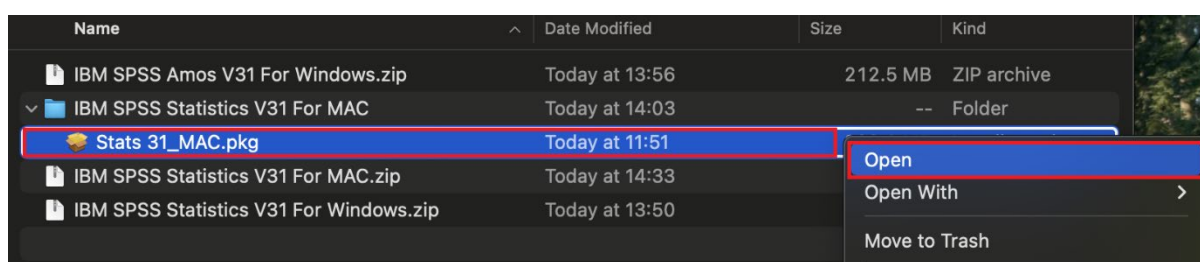 Name Date Modified Size Kind
IBM SPSS Amos V31 For Windows.zip Today at 13:56 212.5 MB ZIP archive
IBM SPSS Statistics V31 For MAC Today at 14:03 -- Folder
Stats 31_MAC.pkg Today at 11:51
Open
IBM SPSS Statistics V31 For MAC.zip Today at 14:33
Open With
IBM SPSS Statistics V31 For Windows.zip Today at 13:50
Move to Trash